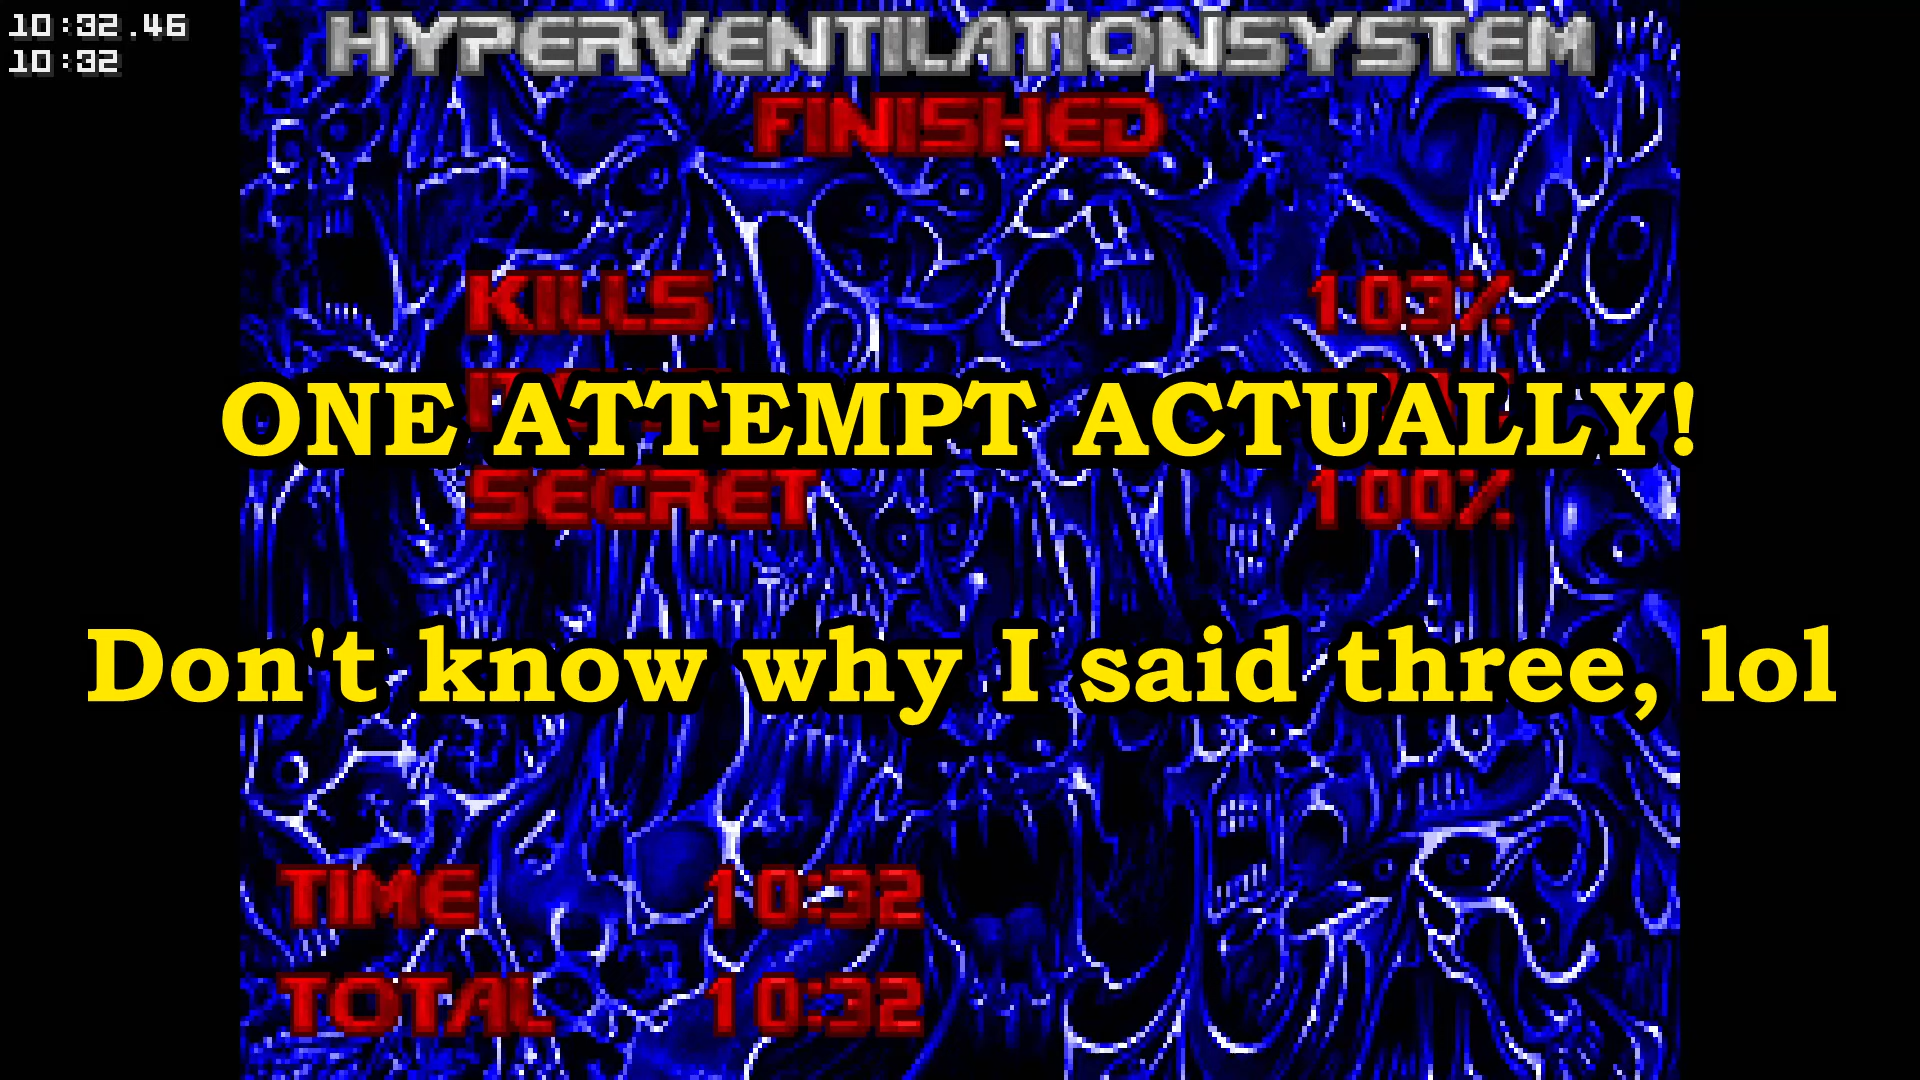 10:32.46
10:32
HYPERVENTILATIONSYSTEM
FINISHED
KILLS 103%
ONE ATTEMPT ACTUALLY!
SECRET 100%
Don't know why I said three, lol
TIME 10:32
TOTAL 10:32